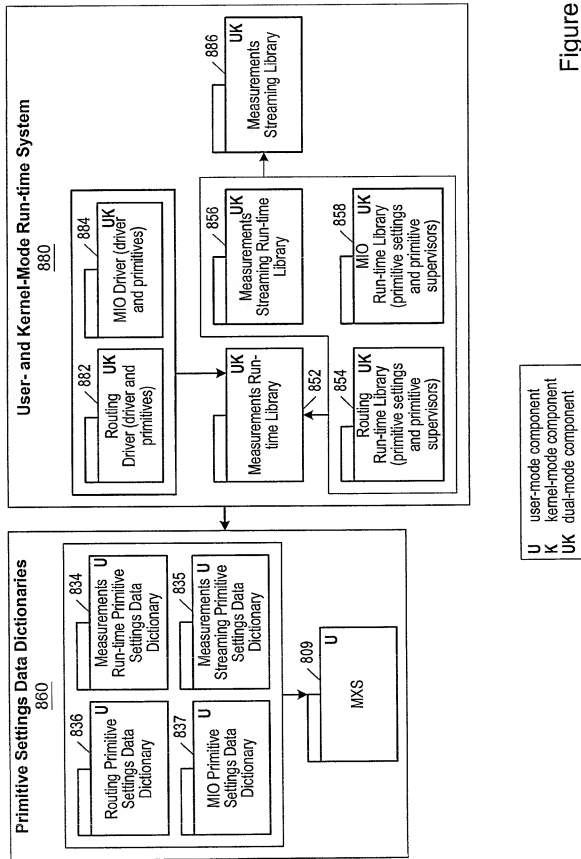 User- and Kernel-Mode Run-time System
880
882
Routing UK
Driver (driver and
primitives)
884
UK
MIO Driver (driver
and primitives)
UK
Measurements Run-
time Library
852
854
Routing UK
Run-time Library
(primitive settings
and primitive
supervisors)
856
Measurements UK
Streaming Run-time
Library
858
MIO UK
Run-time Library
(primitive settings
and primitive
supervisors)
886
UK
Measurements
Streaming Library
Primitive Settings Data Dictionaries
860
836
U
Routing Primitive
Settings Data
Dictionary
834
Measurements U
Run-time Primitive
Settings Data
Dictionary
837
U
MIO Primitive
Settings Data
Dictionary
835
Measurements U
Streaming Primitive
Settings Data
Dictionary
809
U
MXS
U user-mode component
K kernel-mode component
UK dual-mode component
Figure